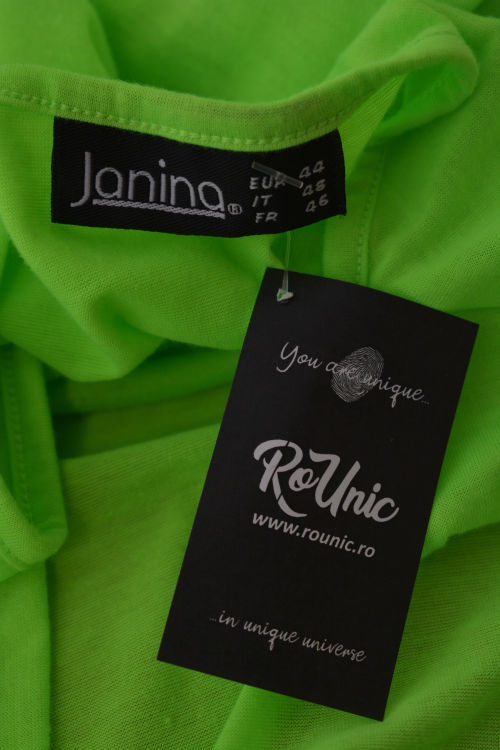 Janina®
EUR 44
IT 48
FR 46
You are unique...
RoUnic
www.rounic.ro
...in unique universe